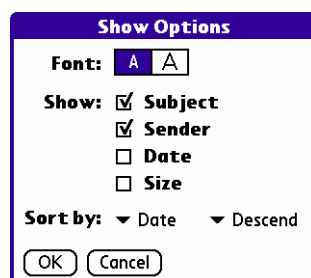 Show Options
Font: A A
Show: Subject
Sender
Date
Size
Sort by: Date Descend
OK Cancel